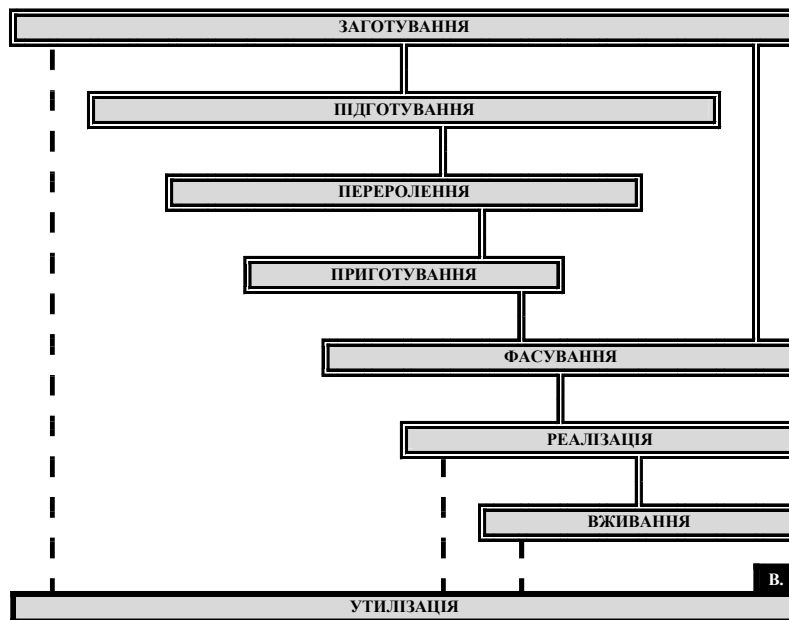 ЗАГОТУВАННЯ
ПІДГОТУВАННЯ
ПЕРЕРОЛЕННЯ
ПРИГОТУВАННЯ
ФАСУВАННЯ
РЕАЛІЗАЦІЯ
ВЖИВАННЯ
В.
УТИЛІЗАЦІЯ